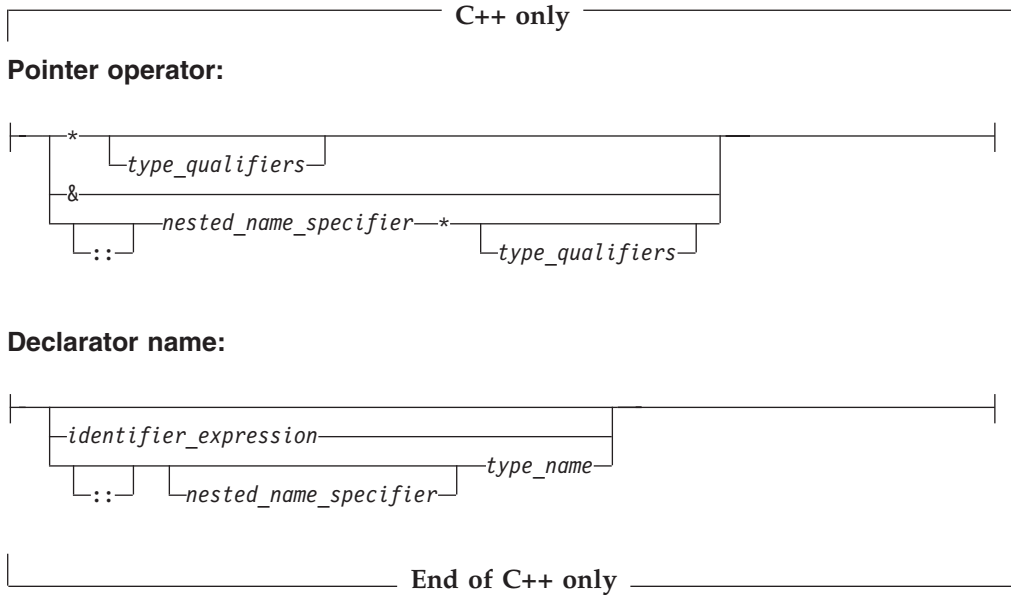 C++ only
Pointer operator:
*
type_qualifiers
&
nested_name_specifier *
:: type_qualifiers
Declarator name:
identifier_expression
type_name
:: nested_name_specifier
End of C++ only